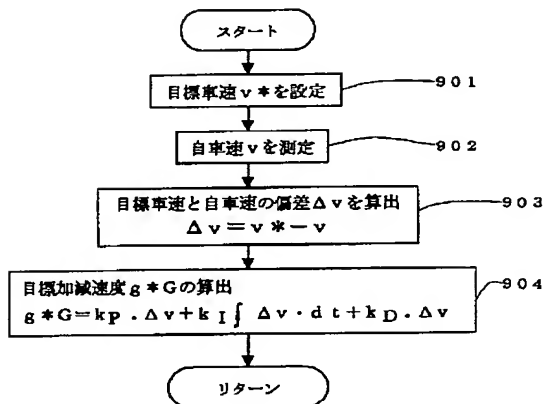 スタート
目標車速v*を設定
901
自車速vを測定
902
目標車速と自車速の偏差Δvを算出
Δv=v*-v
903
目標加減速度g*Gの算出
g*G=kP.Δv+kI∫Δv・dt+kD.Δv
904
リターン